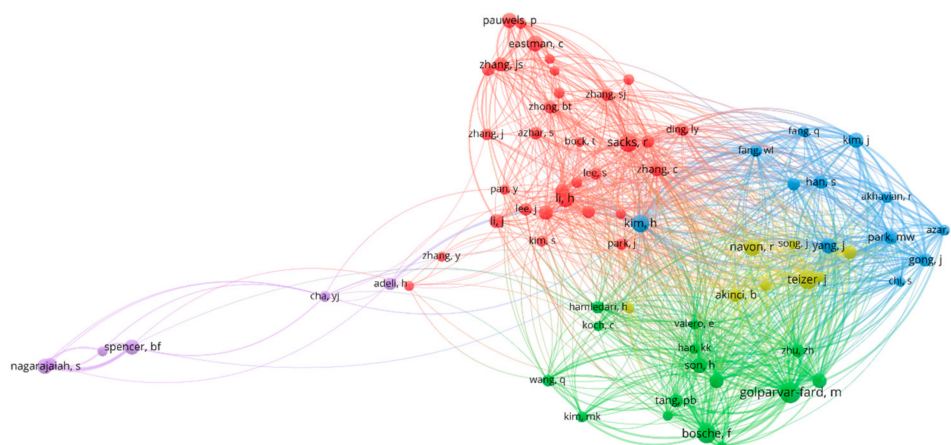 pauwels, p
eastman, c
zhang, js
zhang, sj
zhong, bt
zhang, j
azhar, s
bock, t
sacks, r
ding, ly
fang, q
kim, j
fang, wl
lee, s
zhang, c
han, s
pan, y
li, h
akhavian, r
li, j
lee, j
kim, h
azar,
kim, s
park, j
navon, r
song, j
yang, j
park, mw
zhang, y
gong, j
adeli, h
teizer, j
chi, s
cha, yj
akinci, b
hamledari, h
koch, c
valero, e
spencer, bf
nagarajaiah, s
han, kk
zhu, zh
son, h
wang, q
golparvar-fard, m
tang, pb
kim, mk
bosche, f